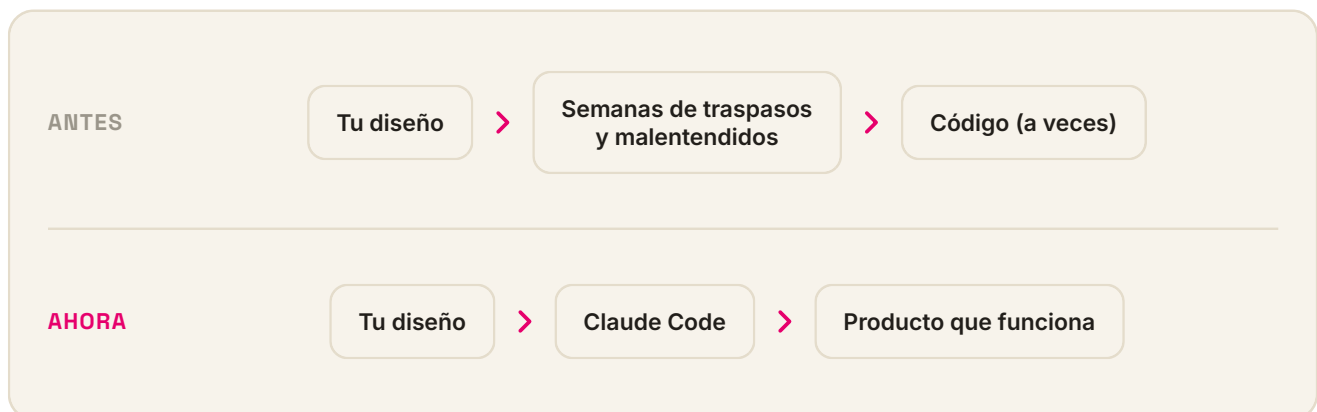 ANTES
Tu diseño
Semanas de traspasos
y malentendidos
Código (a veces)
AHORA
Tu diseño
Claude Code
Producto que funciona